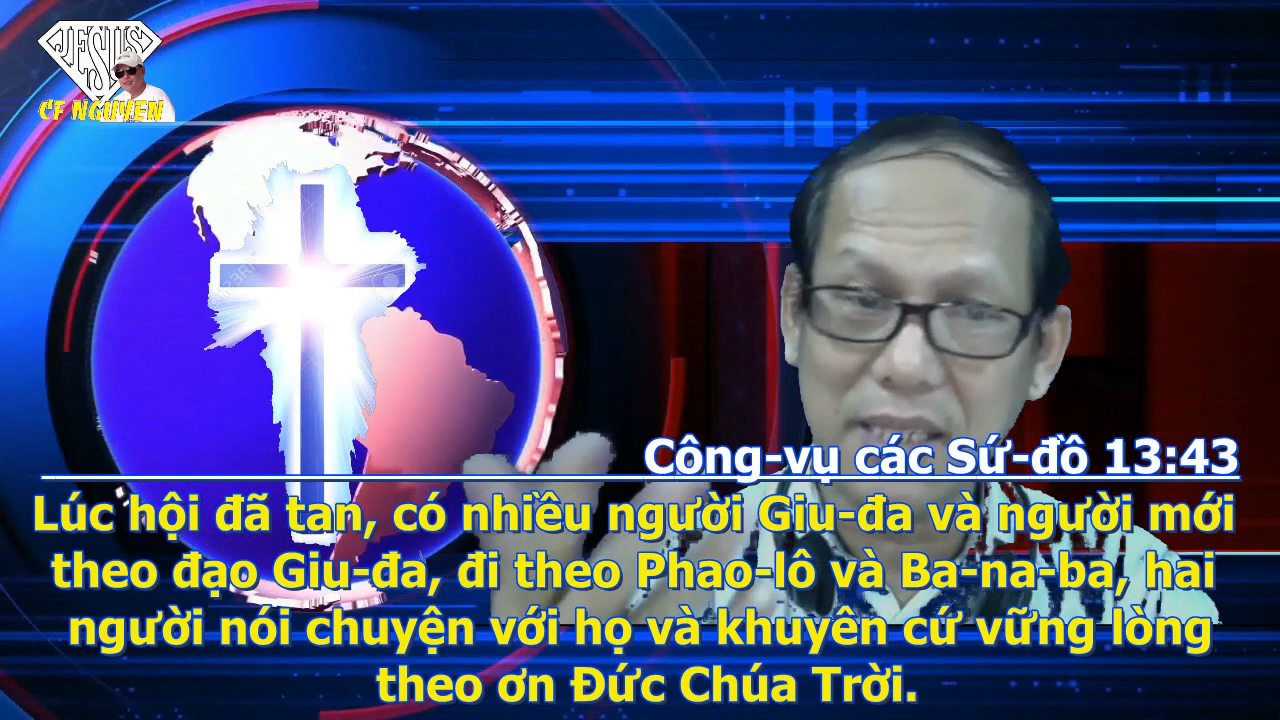 JESUS
CF NGUYEN
123RF
Công-vụ các Sứ-đồ 13:43
Lúc hội đã tan, có nhiều người Giu-đa và người mới
theo đạo Giu-đa, đi theo Phao-lô và Ba-na-ba, hai
người nói chuyện với họ và khuyên cứ vững lòng
theo ơn Đức Chúa Trời.